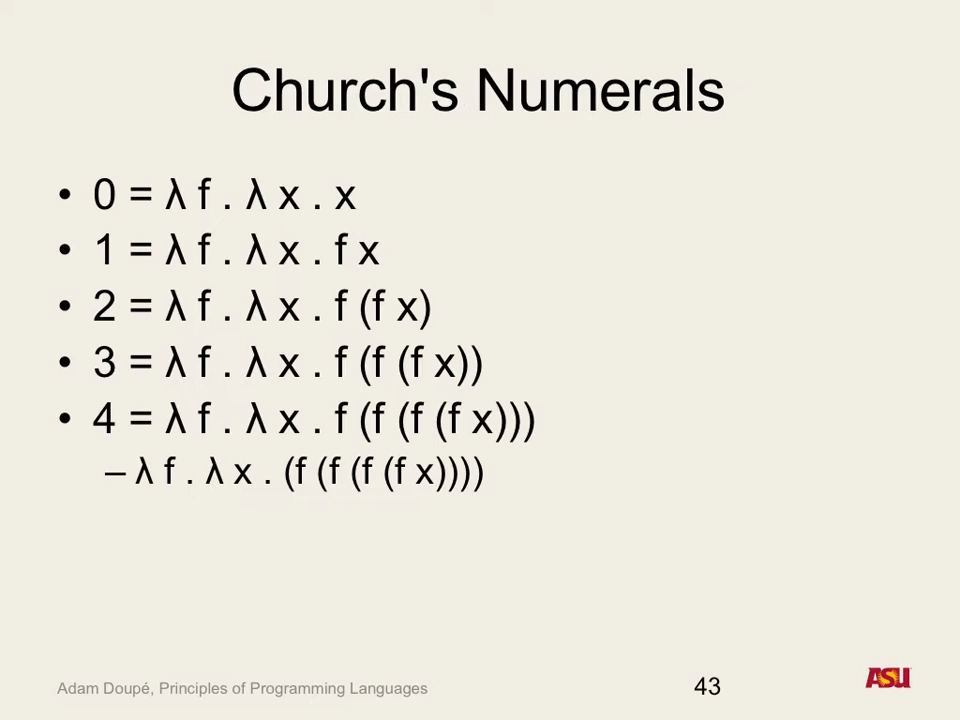 Church's Numerals
• 0 = λ f . λ x . x
• 1 = λ f . λ x . f x
• 2 = λ f . λ x . f (f x)
• 3 = λ f . λ x . f (f (f x))
• 4 = λ f . λ x . f (f (f (f x)))
– λ f . λ x . (f (f (f (f x))))
Adam Doupé, Principles of Programming Languages
43
ASU